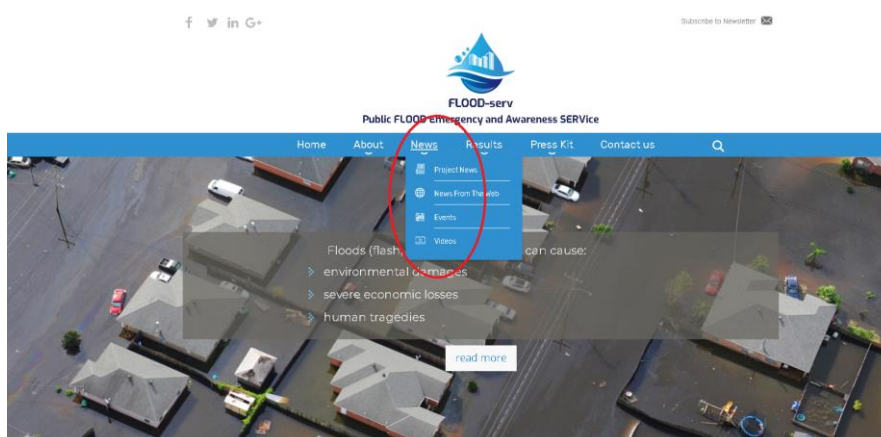 Subscribe to Newsletter
FLOOD-serv
Public FLOOD Emergency and Awareness SERVice
Home About News Results Press Kit Contact us
Project News
News From The Web
Events
Videos
Floods (flash, can cause:
environmental damages
severe economic losses
human tragedies
read more